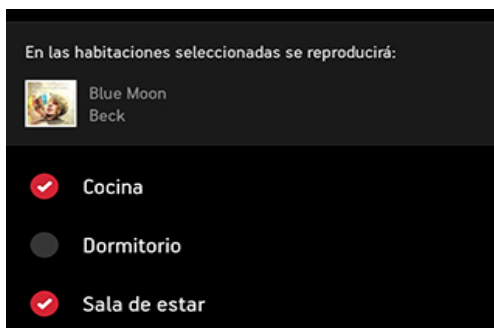 En las habitaciones seleccionadas se reproducirá:
Blue Moon
Beck
Cocina
Dormitorio
Sala de estar